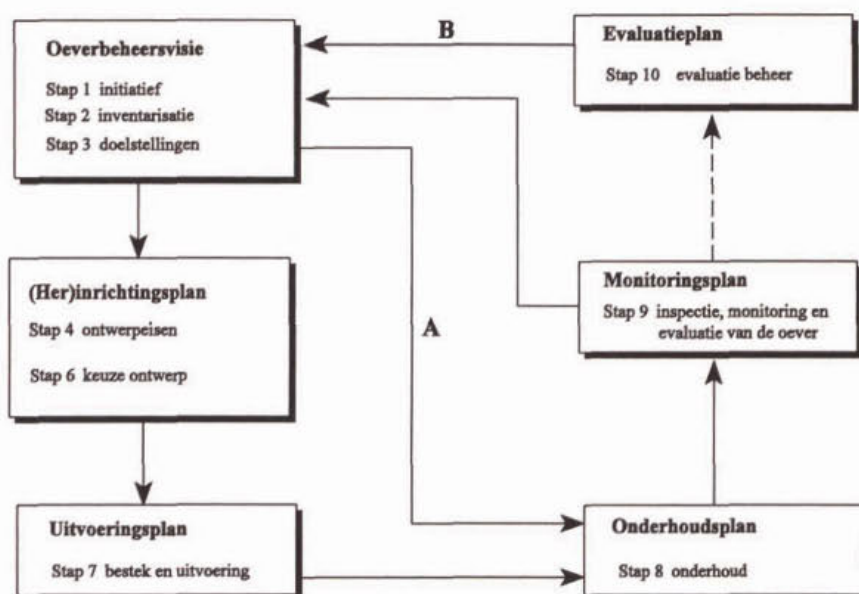 Oeverbeheersvisie
Stap 1 initiatief
Stap 2 inventarisatie
Stap 3 doelstellingen
B
Evaluatieplan
Stap 10 evaluatie beheer
(Her)inrichtingsplan
Stap 4 ontwerpeisen
Stap 6 keuze ontwerp
A
Monitoringsplan
Stap 9 inspectie, monitoring en
evaluatie van de oever
Uitvoeringsplan
Stap 7 bestek en uitvoering
Onderhoudsplan
Stap 8 onderhoud